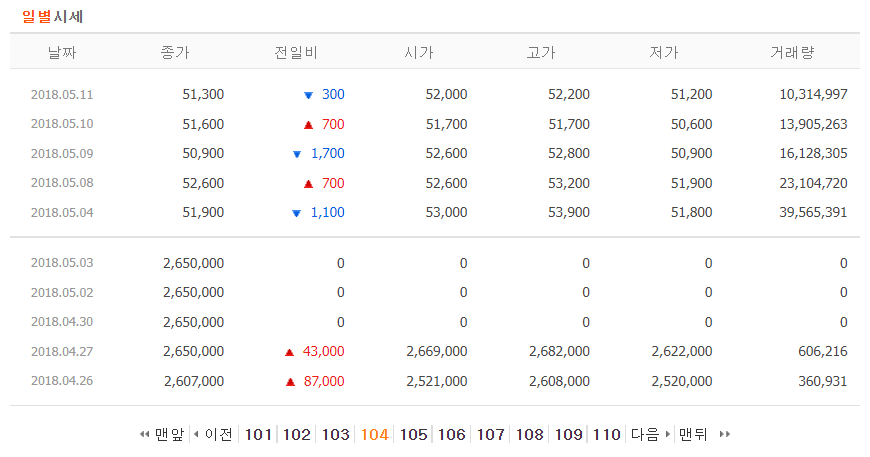 일별시세
날짜 종가 전일비 시가 고가 저가 거래량
2018.05.11 51,300 ▼ 300 52,000 52,200 51,200 10,314,997
2018.05.10 51,600 ▲ 700 51,700 51,700 50,600 13,905,263
2018.05.09 50,900 ▼ 1,700 52,600 52,800 50,900 16,128,305
2018.05.08 52,600 ▲ 700 52,600 53,200 51,900 23,104,720
2018.05.04 51,900 ▼ 1,100 53,000 53,900 51,800 39,565,391
2018.05.03 2,650,000 0 0 0 0 0
2018.05.02 2,650,000 0 0 0 0 0
2018.04.30 2,650,000 0 0 0 0 0
2018.04.27 2,650,000 ▲ 43,000 2,669,000 2,682,000 2,622,000 606,216
2018.04.26 2,607,000 ▲ 87,000 2,521,000 2,608,000 2,520,000 360,931
맨앞 이전 101 102 103 104 105 106 107 108 109 110 다음 맨뒤